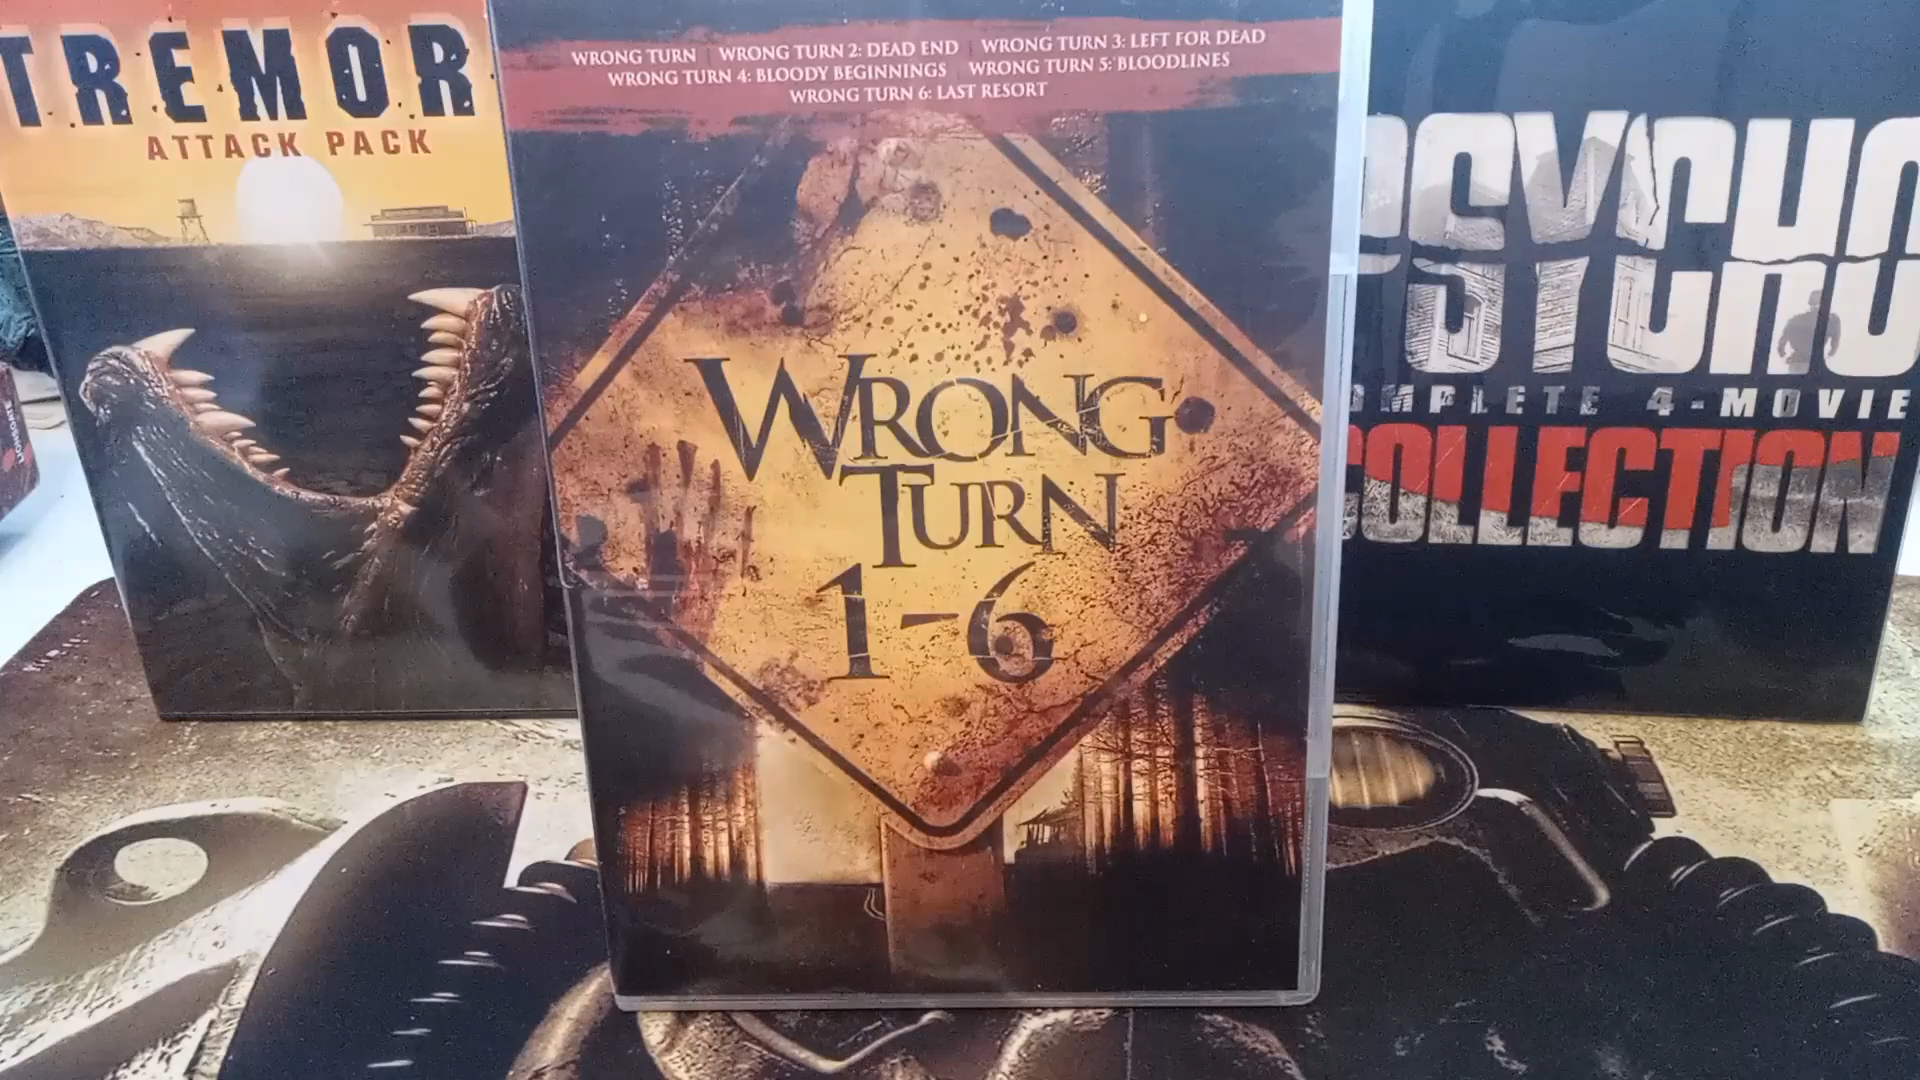 TREMOR
ATTACK PACK
WRONG TURN | WRONG TURN 2: DEAD END | WRONG TURN 3: LEFT FOR DEAD
WRONG TURN 4: BLOODY BEGINNINGS | WRONG TURN 5: BLOODLINES
WRONG TURN 6: LAST RESORT
WRONG
TURN
1-6
PSYCHO
OMPLETE 4-MOVIE
COLLECTION
LIONSGATE